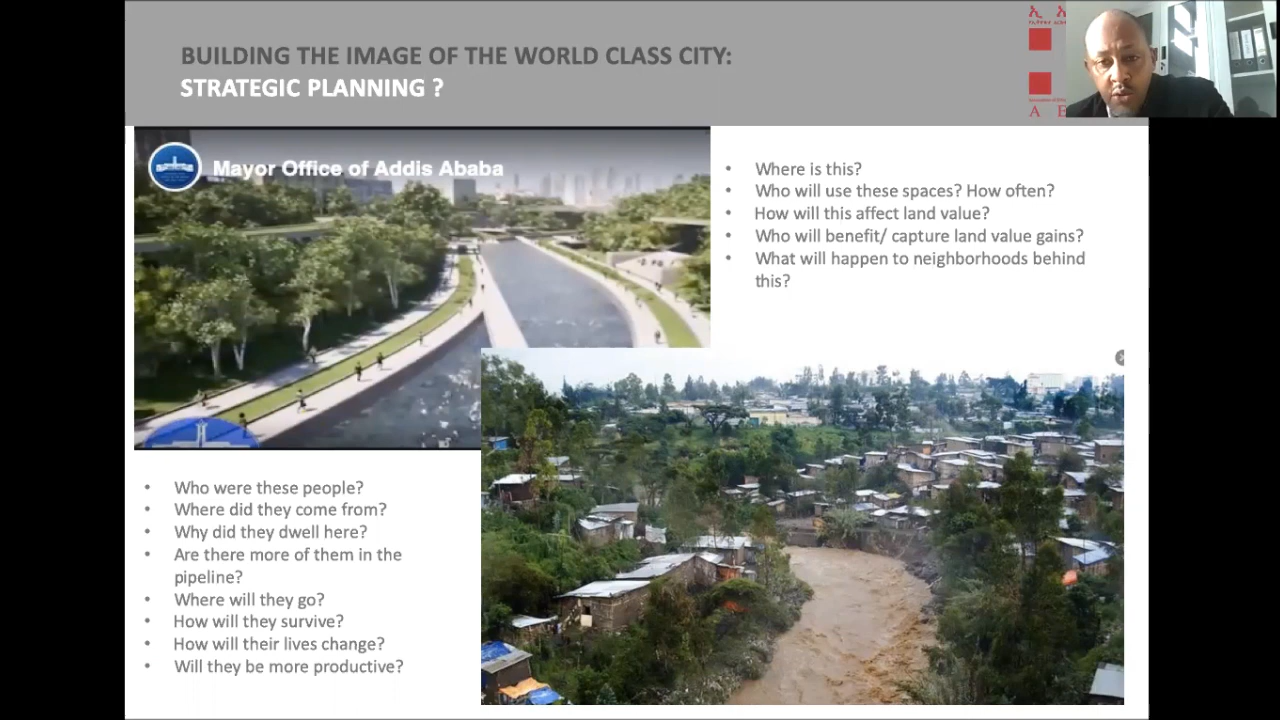 BUILDING THE IMAGE OF THE WORLD CLASS CITY:
STRATEGIC PLANNING ?
ኢ አ
A E
Mayor Office of Addis Ababa
• Where is this?
• Who will use these spaces? How often?
• How will this affect land value?
• Who will benefit/ capture land value gains?
• What will happen to neighborhoods behind
this?
• Who were these people?
• Where did they come from?
• Why did they dwell here?
• Are there more of them in the
pipeline?
• Where will they go?
• How will they survive?
• How will their lives change?
• Will they be more productive?